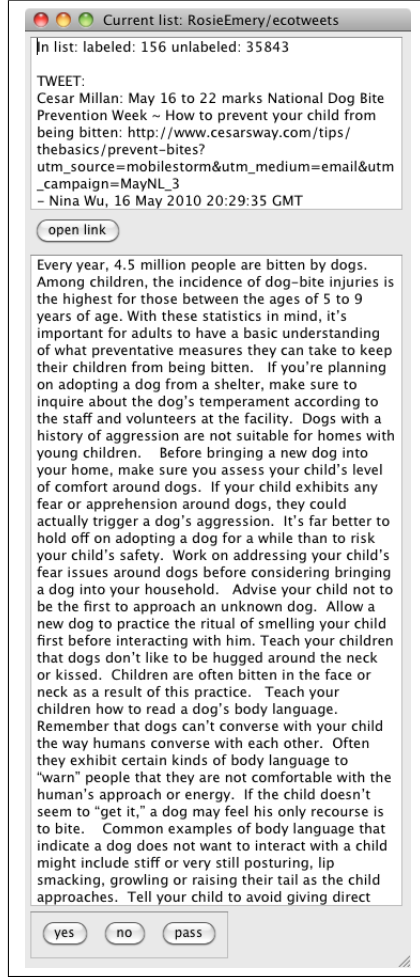 Current list: RosieEmery/ecotweets
In list: labeled: 156 unlabeled: 35843
TWEET:
Cesar Millan: May 16 to 22 marks National Dog Bite
Prevention Week ~ How to prevent your child from
being bitten: http://www.cesarsway.com/tips/
thebasics/prevent-bites?
utm_source=mobilestorm&utm_medium=email&utm
_campaign=MayNL_3
– Nina Wu, 16 May 2010 20:29:35 GMT
open link
Every year, 4.5 million people are bitten by dogs.
Among children, the incidence of dog-bite injuries is
the highest for those between the ages of 5 to 9
years of age. With these statistics in mind, it's
important for adults to have a basic understanding
of what preventative measures they can take to keep
their children from being bitten.   If you're planning
on adopting a dog from a shelter, make sure to
inquire about the dog's temperament according to
the staff and volunteers at the facility.  Dogs with a
history of aggression are not suitable for homes with
young children.    Before bringing a new dog into
your home, make sure you assess your child's level
of comfort around dogs.  If your child exhibits any
fear or apprehension around dogs, they could
actually trigger a dog's aggression.  It's far better to
hold off on adopting a dog for a while than to risk
your child's safety.  Work on addressing your child's
fear issues around dogs before considering bringing
a dog into your household.   Advise your child not to
be the first to approach an unknown dog.  Allow a
new dog to practice the ritual of smelling your child
first before interacting with him. Teach your children
that dogs don't like to be hugged around the neck
or kissed.  Children are often bitten in the face or
neck as a result of this practice.   Teach your
children how to read a dog's body language.
Remember that dogs can't converse with your child
the way humans converse with each other.  Often
they exhibit certain kinds of body language to
"warn" people that they are not comfortable with the
human's approach or energy.  If the child doesn't
seem to "get it," a dog may feel his only recourse is
to bite.    Common examples of body language that
indicate a dog does not want to interact with a child
might include stiff or very still posturing, lip
smacking, growling or raising their tail as the child
approaches.  Tell your child to avoid giving direct
yes no pass